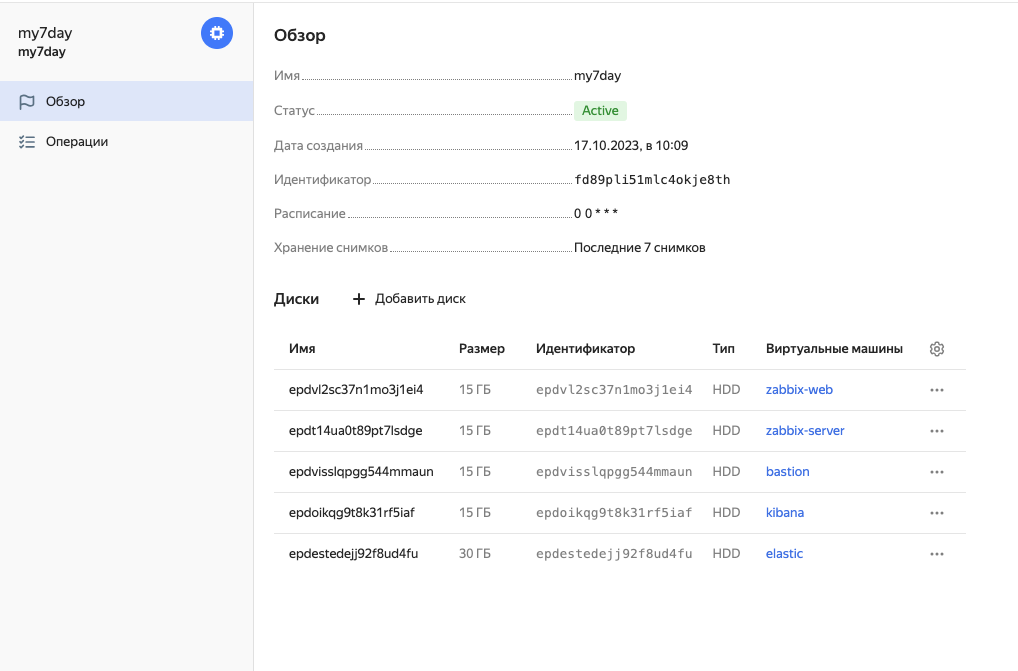 my7day
my7day
Обзор
Операции
Обзор
Имя my7day
Статус Active
Дата создания 17.10.2023, в 10:09
Идентификатор fd89pli51mlc4okje8th
Расписание 0 0 * * *
Хранение снимков Последние 7 снимков
Диски + Добавить диск
Имя Размер Идентификатор Тип Виртуальные машины
epdvl2sc37n1mo3j1ei4 15 ГБ epdvl2sc37n1mo3j1ei4 HDD zabbix-web
epdt14ua0t89pt7lsdge 15 ГБ epdt14ua0t89pt7lsdge HDD zabbix-server
epdvisslqpgg544mmaun 15 ГБ epdvisslqpgg544mmaun HDD bastion
epdoikqg9t8k31rf5iaf 15 ГБ epdoikqg9t8k31rf5iaf HDD kibana
epdestedejj92f8ud4fu 30 ГБ epdestedejj92f8ud4fu HDD elastic